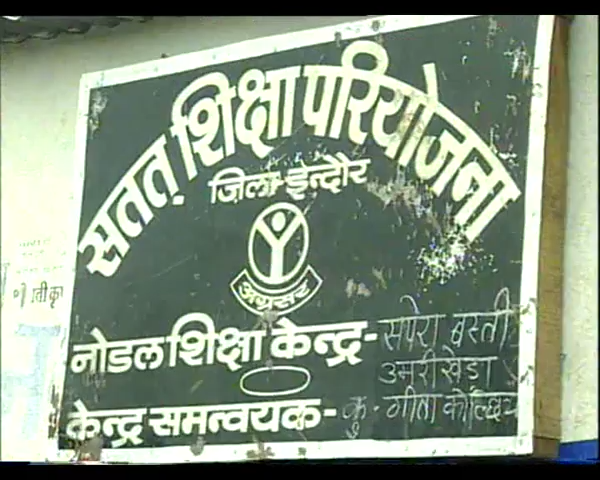 सतत् शिक्षा परियोजना
ज़िला-इन्दौर
अग्रसर
नोडल शिक्षा केन्द्र- सपेरा बस्ती
उमरीखेडा
केन्द्र समन्वयक- कु. गीता